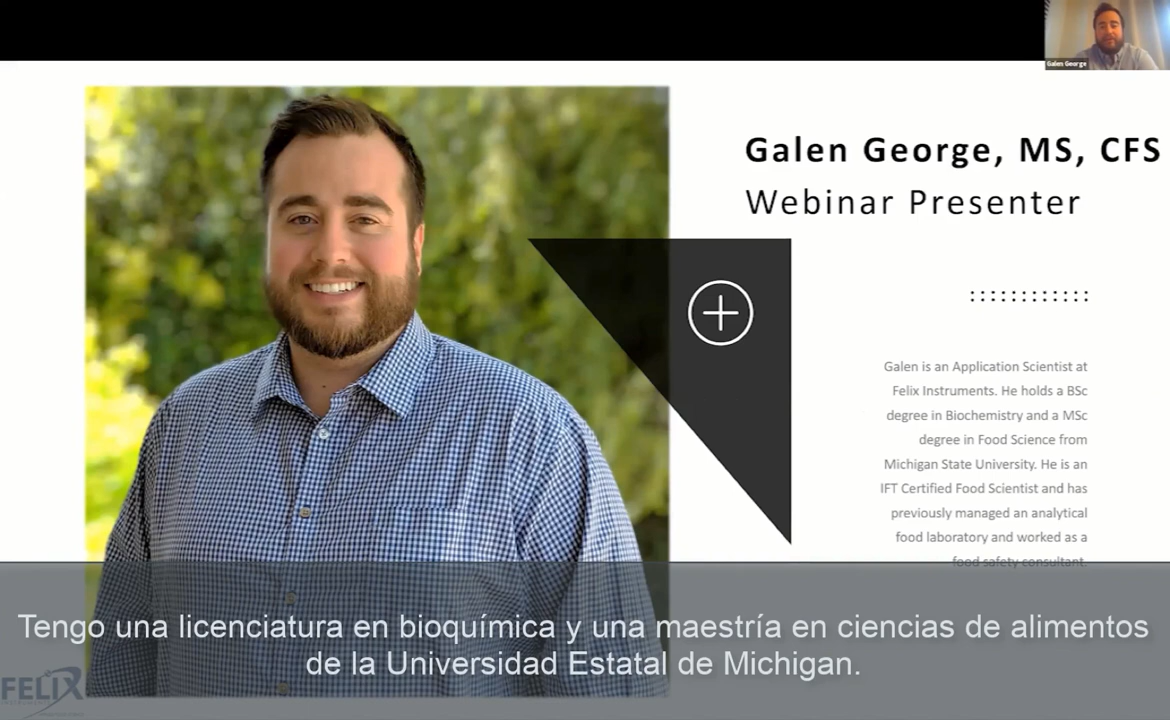 Galen George
Galen George, MS, CFS
Webinar Presenter
Galen is an Application Scientist at
Felix Instruments. He holds a BSc
degree in Biochemistry and a MSc
degree in Food Science from
Michigan State University. He is an
IFT Certified Food Scientist and has
previously managed an analytical
food laboratory and worked as a
food safety consultant.
Tengo una licenciatura en bioquímica y una maestría en ciencias de alimentos
de la Universidad Estatal de Michigan.
FELIX